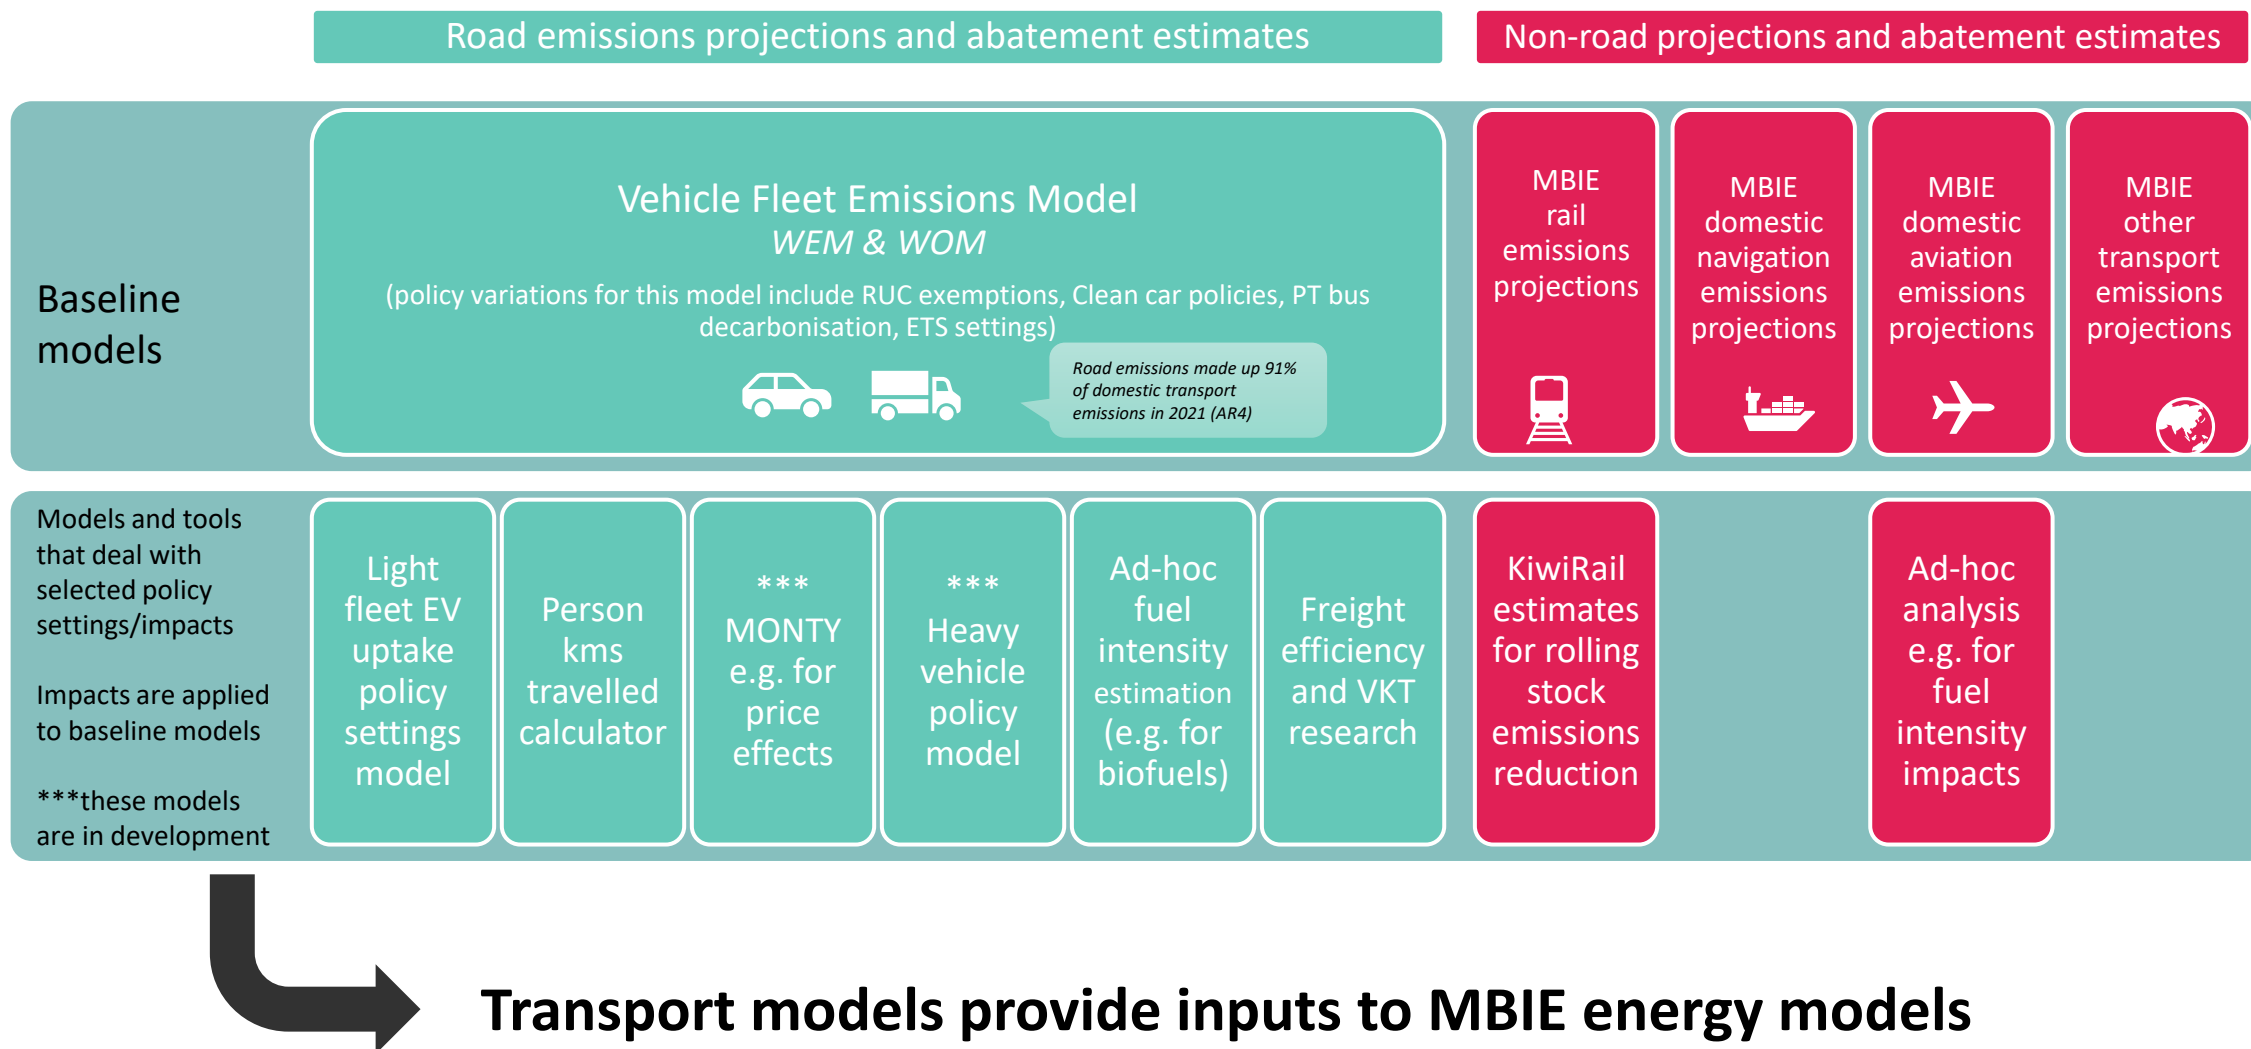 Road emissions projections and abatement estimates
Non-road projections and abatement estimates
Baseline
models
Vehicle Fleet Emissions Model
WEM & WOM
(policy variations for this model include RUC exemptions, Clean car policies, PT bus
decarbonisation, ETS settings)
Road emissions made up 91%
of domestic transport
emissions in 2021 (AR4)
MBIE
rail
emissions
projections
MBIE
domestic
navigation
emissions
projections
MBIE
domestic
aviation
emissions
projections
MBIE
other
transport
emissions
projections
Models and tools
that deal with
selected policy
settings/impacts
Impacts are applied
to baseline models
***these models
are in development
Light
fleet EV
uptake
policy
settings
model
Person
kms
travelled
calculator
***
MONTY
e.g. for
price
effects
***
Heavy
vehicle
policy
model
Ad-hoc
fuel
intensity
estimation
(e.g. for
biofuels)
Freight
efficiency
and VKT
research
KiwiRail
estimates
for rolling
stock
emissions
reduction
Ad-hoc
analysis
e.g. for
fuel
intensity
impacts
Transport models provide inputs to MBIE energy models